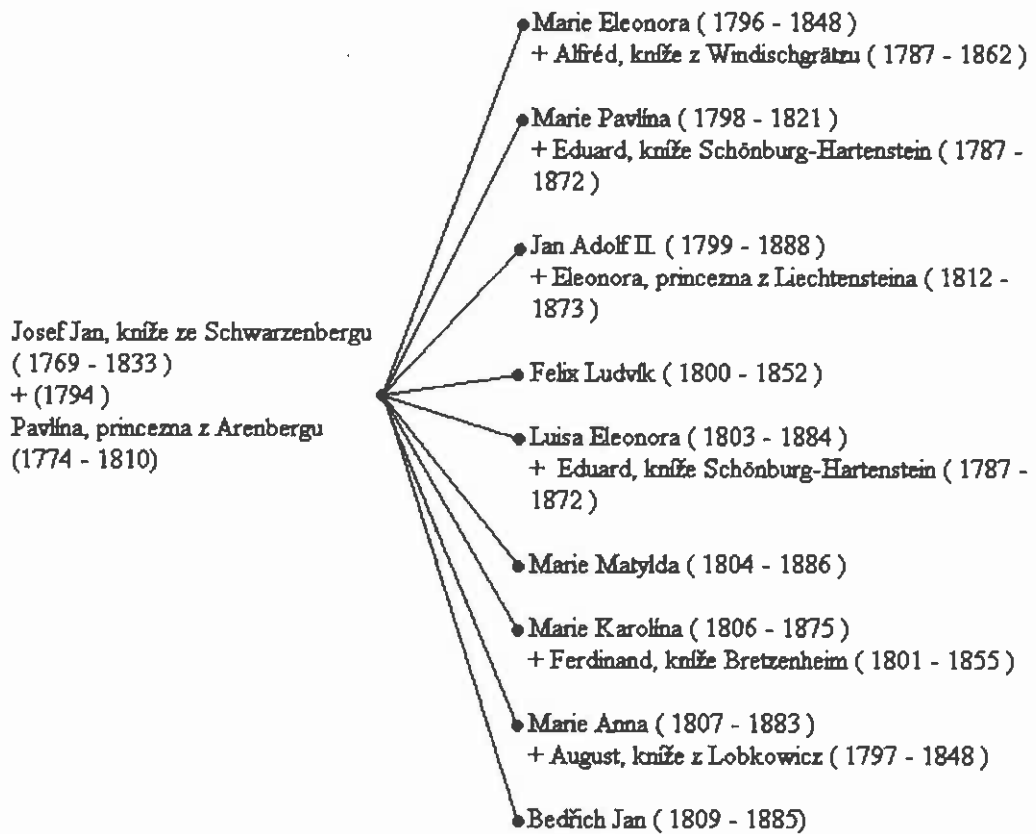 Josef Jan, kníže ze Schwarzenbergu
( 1769 - 1833 )
+ (1794)
Pavlína, princezna z Arenbergu
(1774 - 1810)
Marie Eleonora ( 1796 - 1848 )
+ Alfréd, kníže z Windischgrätzu ( 1787 - 1862 )
Marie Pavlína ( 1798 - 1821 )
+ Eduard, kníže Schönburg-Hartenstein ( 1787 -
1872 )
Jan Adolf II. ( 1799 - 1888 )
+ Eleonora, princezna z Liechtensteina ( 1812 -
1873 )
Felix Ludvík ( 1800 - 1852 )
Luisa Eleonora ( 1803 - 1884 )
+ Eduard, kníže Schönburg-Hartenstein ( 1787 -
1872 )
Marie Matylda ( 1804 - 1886 )
Marie Karolína ( 1806 - 1875 )
+ Ferdinand, kníže Bretzenheim ( 1801 - 1855 )
Marie Anna ( 1807 - 1883 )
+ August, kníže z Lobkowicz ( 1797 - 1848 )
Bedřich Jan ( 1809 - 1885)